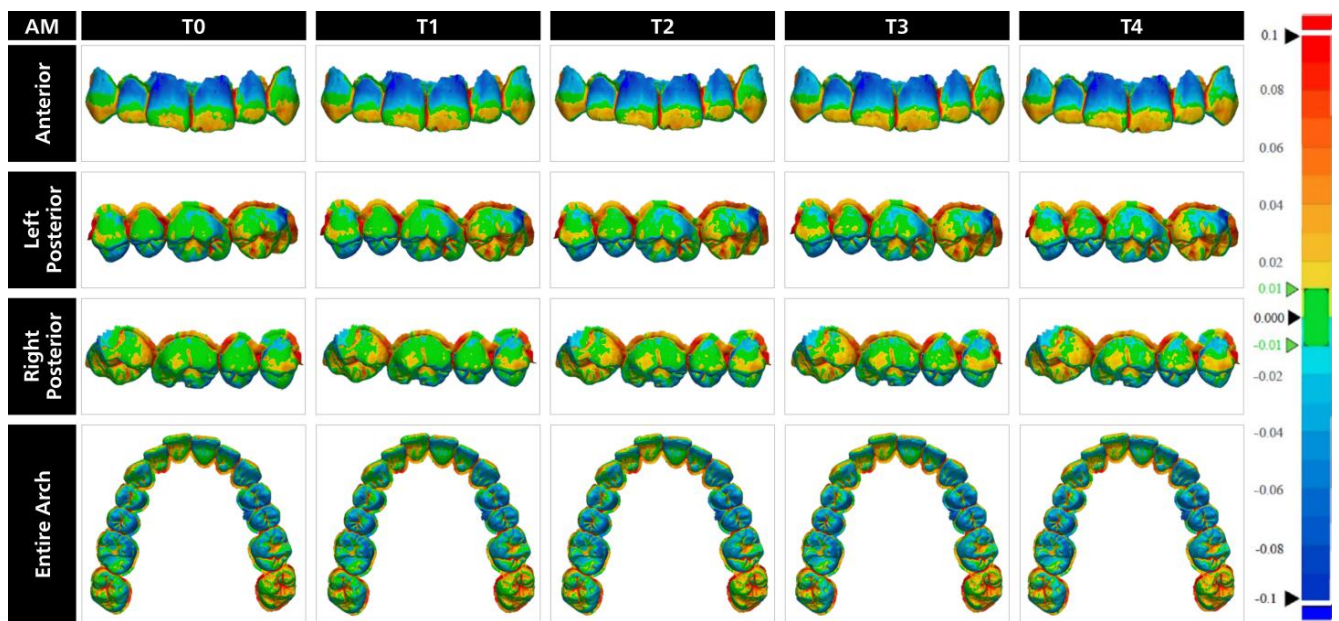 AM T0 T1 T2 T3 T4
Anterior
Left
Posterior
Right
Posterior
Entire Arch
0.1
0.08
0.06
0.04
0.02
0.01
0.000
-0.01
-0.02
-0.04
-0.06
-0.08
-0.1